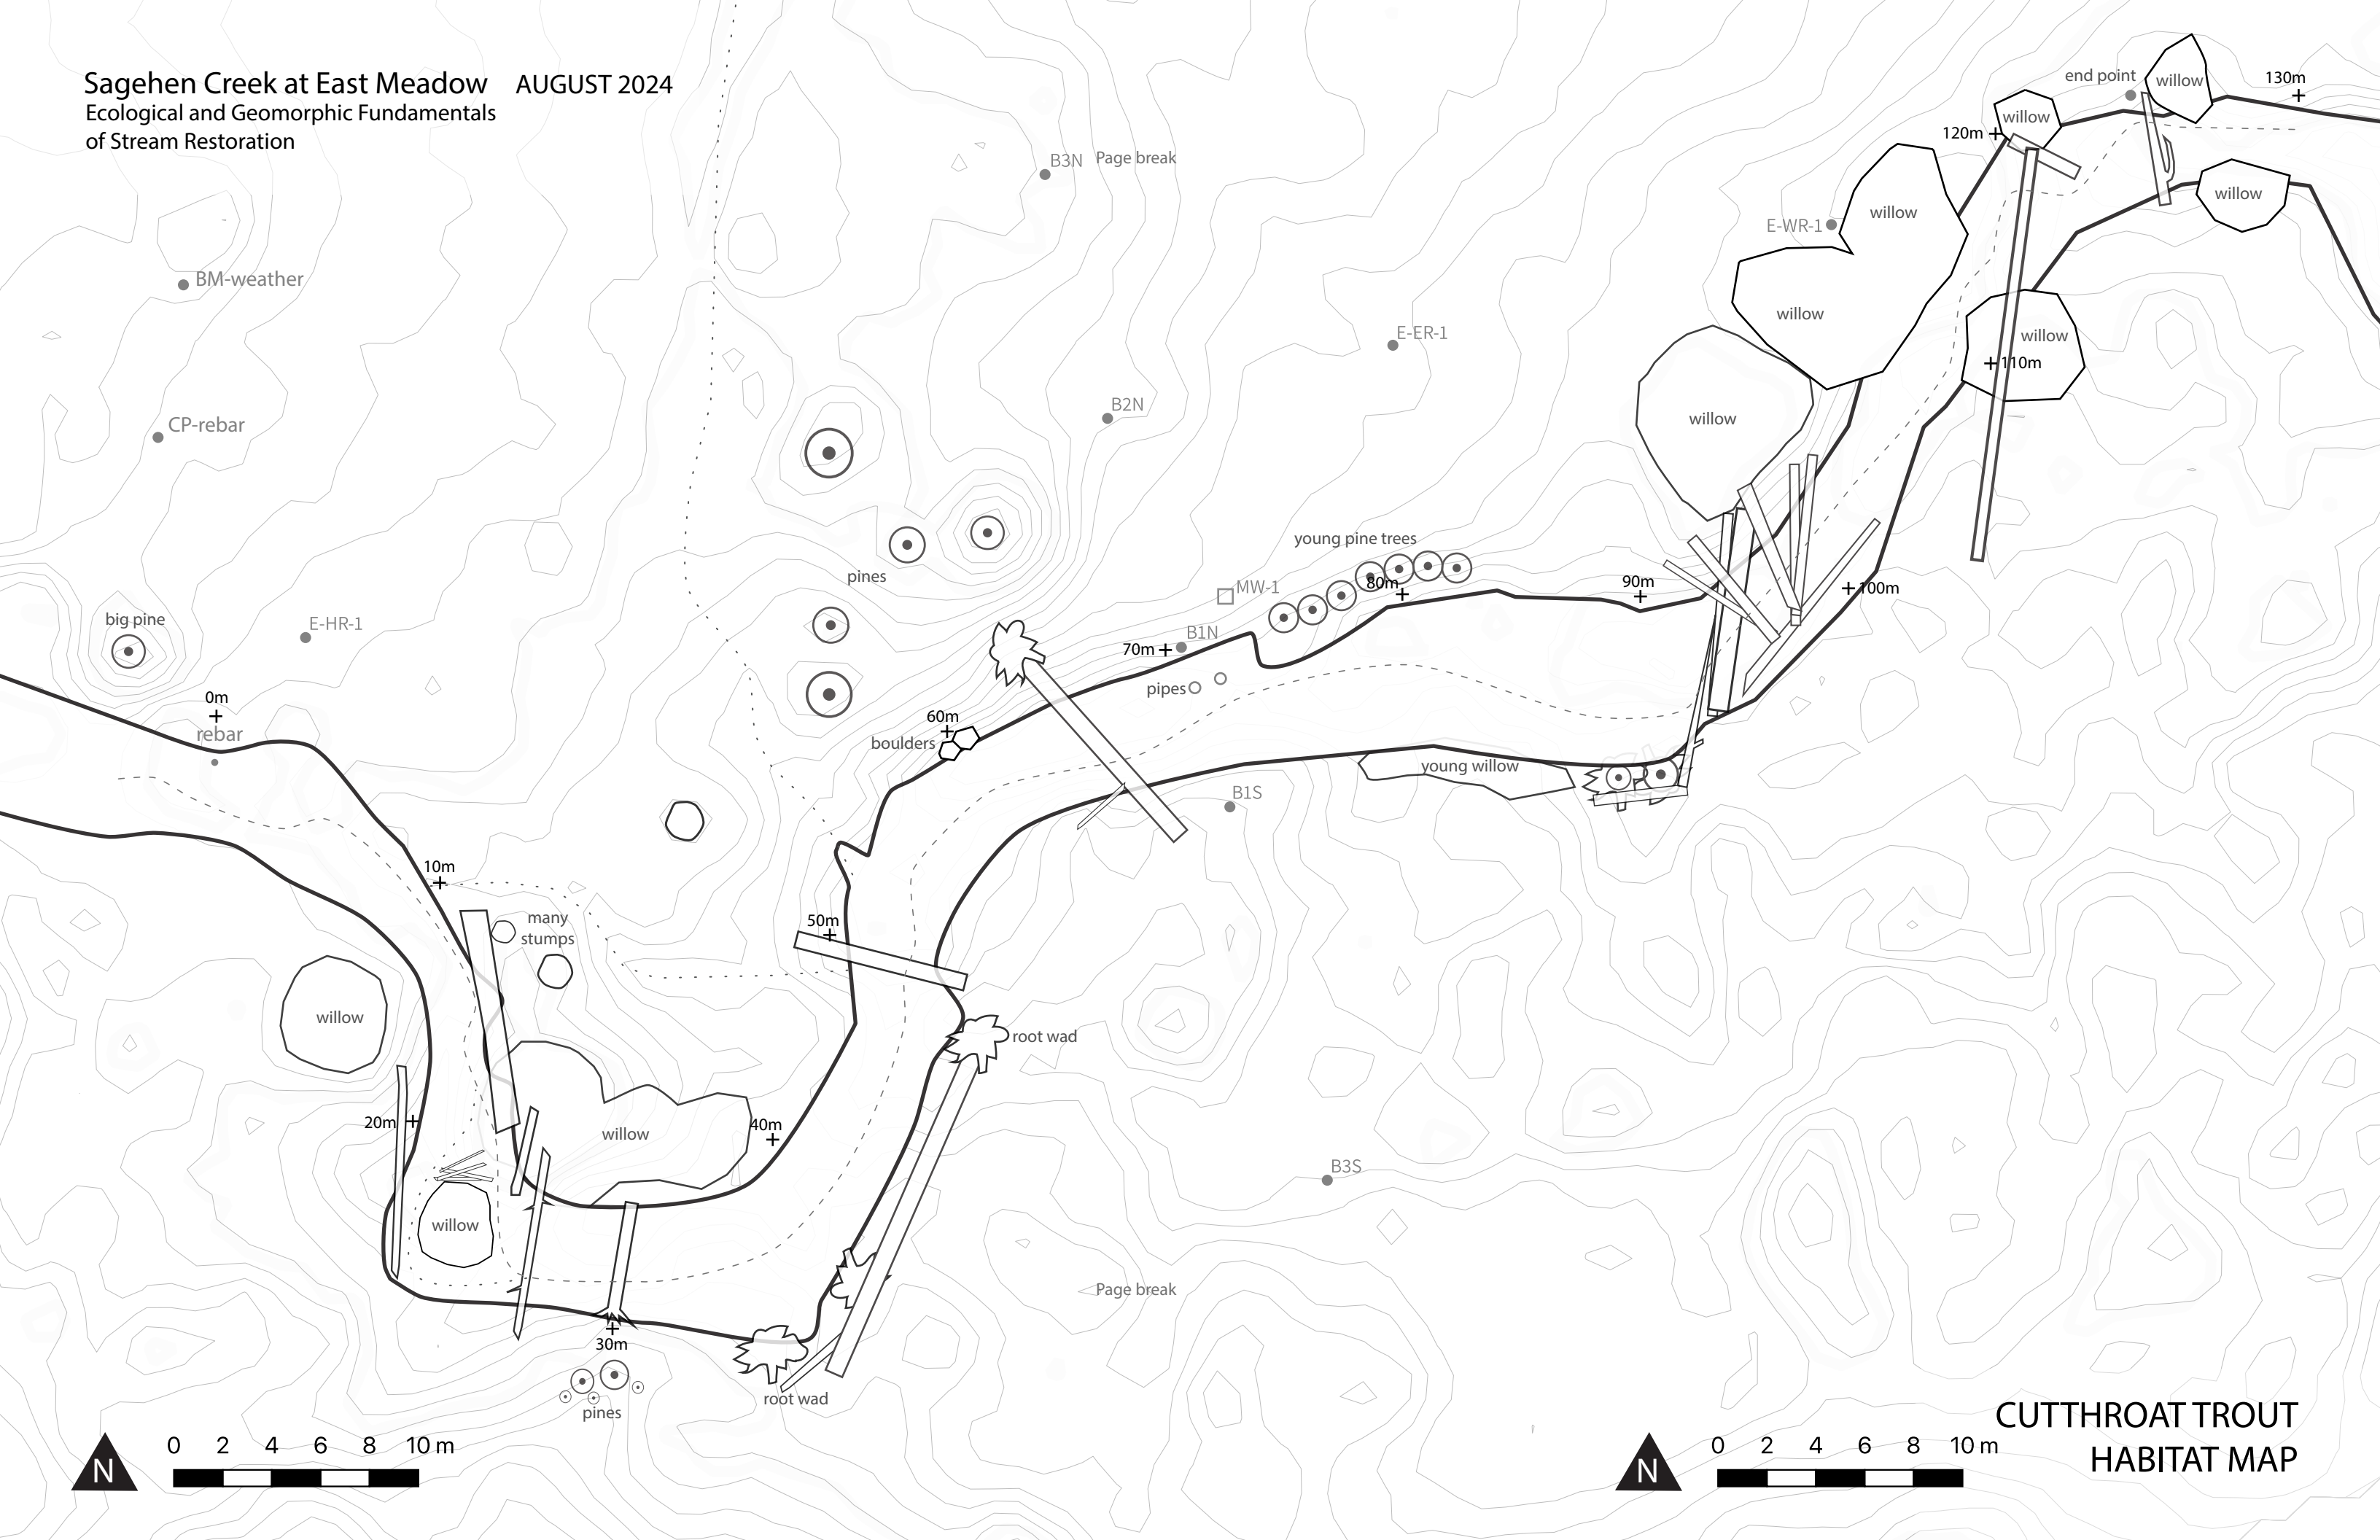 Sagehen Creek at East Meadow AUGUST 2024
Ecological and Geomorphic Fundamentals
of Stream Restoration
end point
willow
130m
willow
120m
B3N Page break
willow
willow
E-WR-1
BM-weather
willow
willow
E-ER-1
110m
B2N
CP-rebar
willow
young pine trees
pines
80m
90m
MW-1
100m
big pine
E-HR-1
B1N
70m
pipes
0m
rebar
60m
boulders
young willow
B1S
10m
many
stumps
50m
willow
root wad
20m
40m
willow
B3S
willow
Page break
30m
root wad
pines
CUTTHROAT TROUT
HABITAT MAP
N
0 2 4 6 8 10 m
N
0 2 4 6 8 10 m